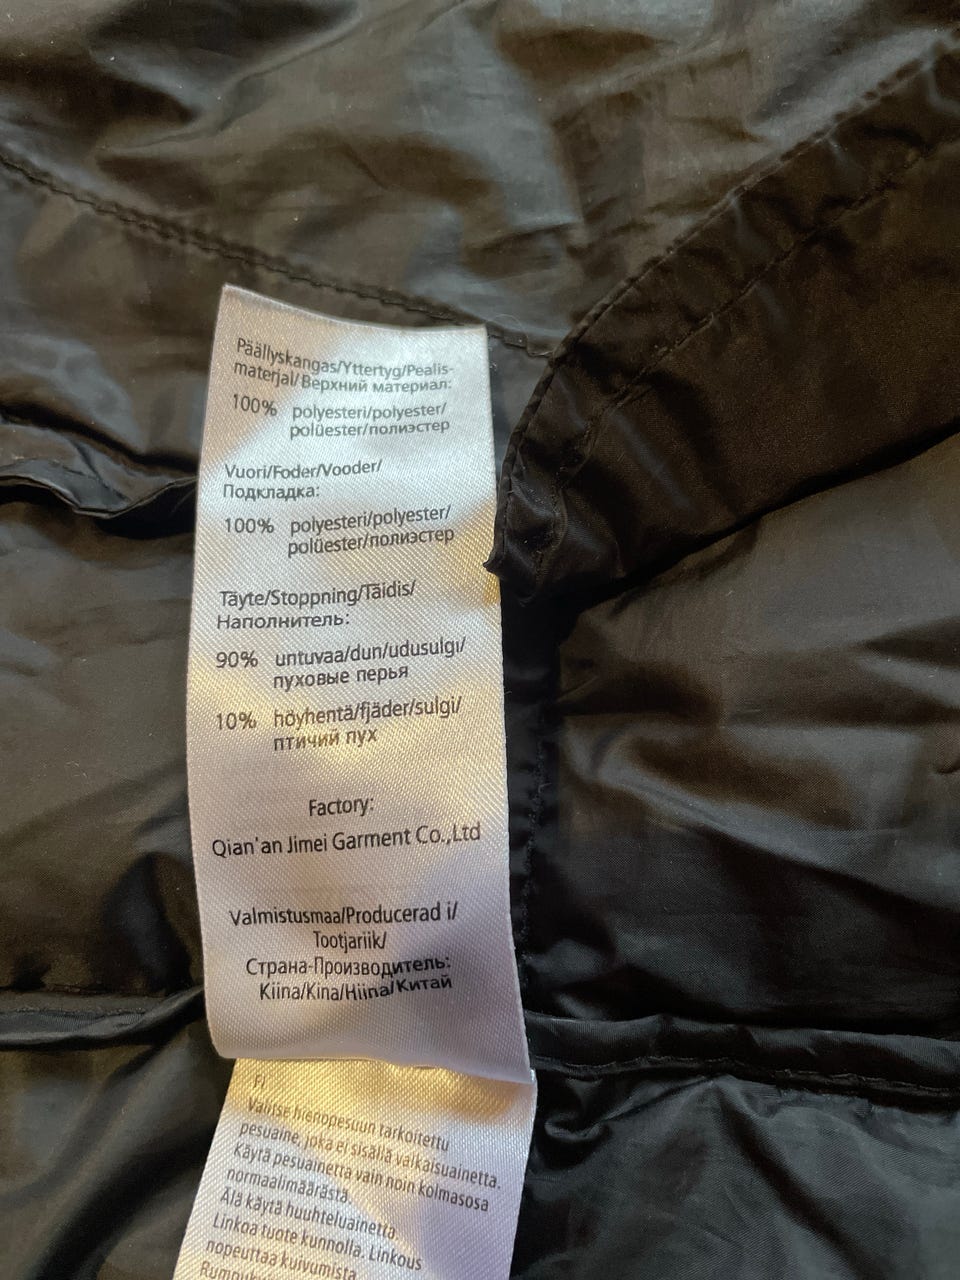 Päällyskangas/Yttertyg/Pealis-
materjal/Верхний материал:
100% polyesteri/polyester/
polüester/полиэстер
Vuori/Foder/Vooder/
Подкладка:
100% polyesteri/polyester/
polüester/полиэстер
Täyte/Stoppning/Täidis/
Наполнитель:
90% untuvaa/dun/udusulgi/
пуховые перья
10% höyhentä/fjäder/sulgi/
птичий пух
Factory:
Qian'an Jimei Garment Co.,Ltd
Valmistusmaa/Producerad i/
Tootjariik/
Страна-Производитель:
Kiina/Kina/Hiina/Китай
FI
Valitse hienopesuun tarkoitettu
pesuaine, joka ei sisällä valkaisuainetta.
Käytä pesuainetta vain noin kolmasosa
normaalimäärästä.
Älä käytä huuhteluainetta.
Linkoa tuote kunnolla. Linkous
nopeuttaa kuivumista.